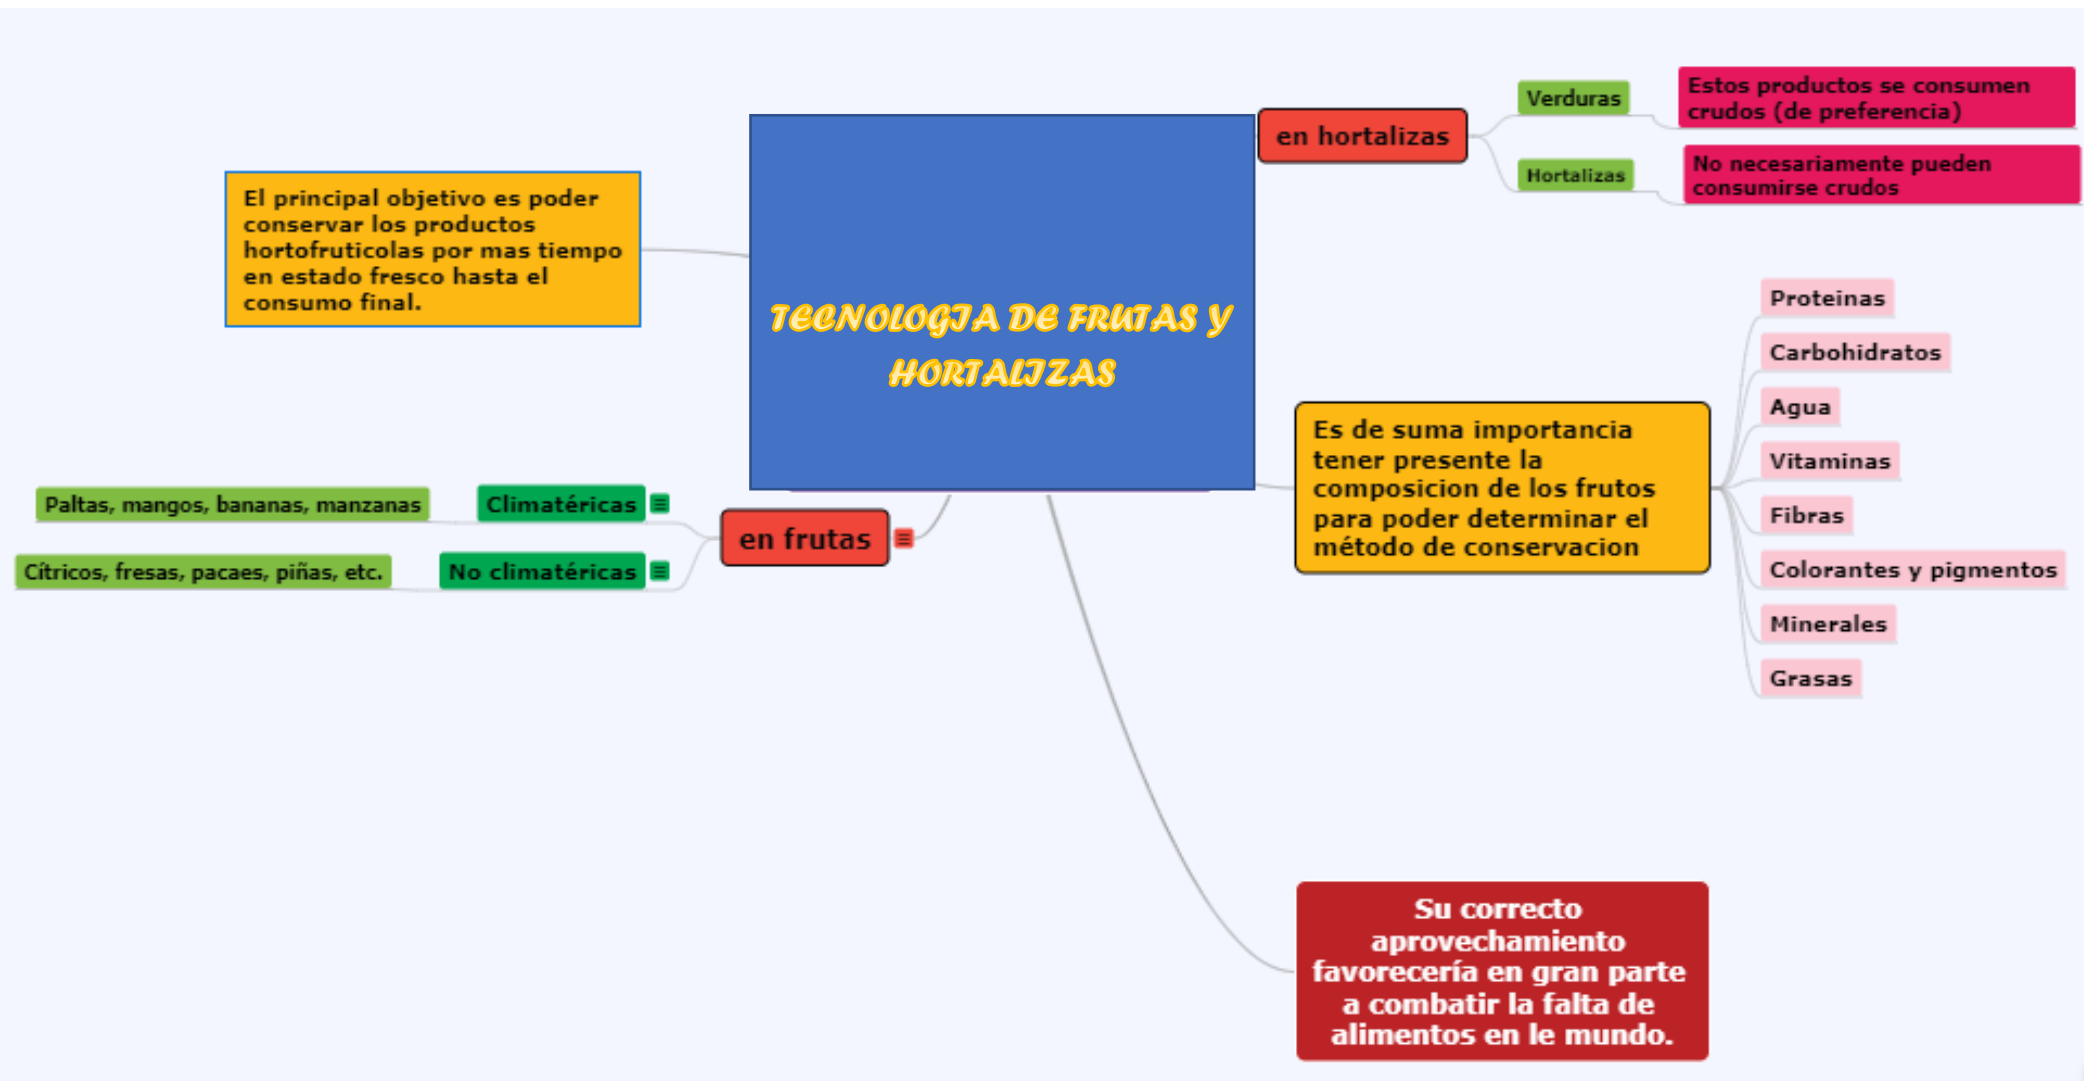 TECNOLOGIA DE FRUTAS Y
HORTALIZAS
El principal objetivo es poder
conservar los productos
hortofruticolas por mas tiempo
en estado fresco hasta el
consumo final.
en hortalizas
Verduras
Estos productos se consumen
crudos (de preferencia)
Hortalizas
No necesariamente pueden
consumirse crudos
Es de suma importancia
tener presente la
composicion de los frutos
para poder determinar el
método de conservacion
Proteinas
Carbohidratos
Agua
Vitaminas
Fibras
Colorantes y pigmentos
Minerales
Grasas
en frutas
Climatéricas
Paltas, mangos, bananas, manzanas
No climatéricas
Cítricos, fresas, pacaes, piñas, etc.
Su correcto
aprovechamiento
favorecería en gran parte
a combatir la falta de
alimentos en le mundo.